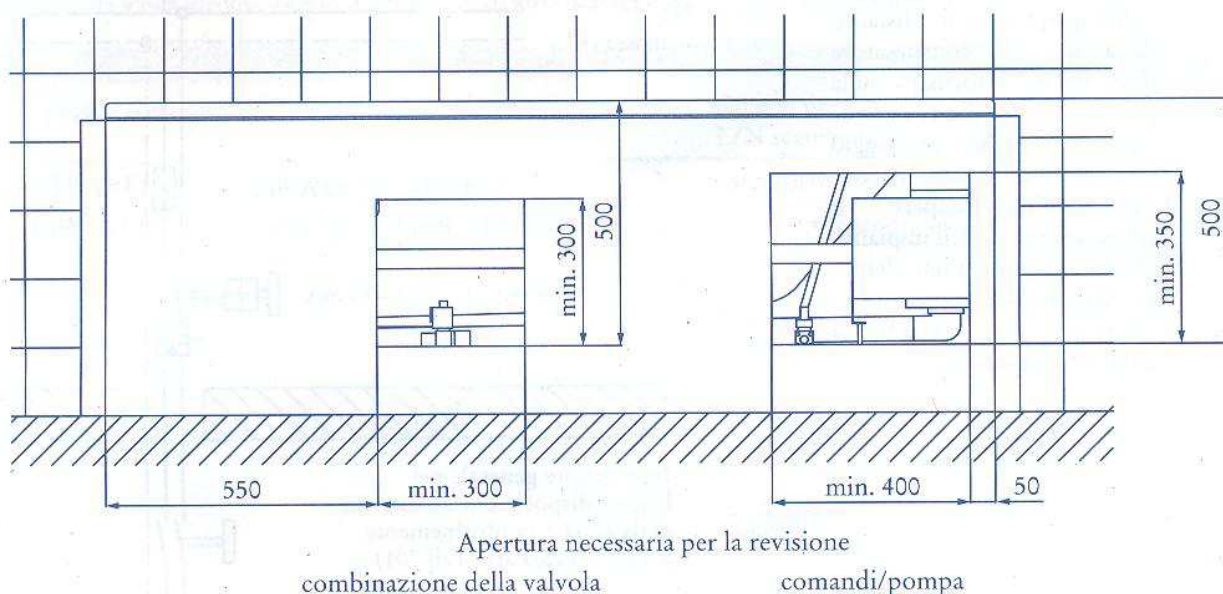 min. 300
500
min. 350
500
550
min. 300
min. 400
50
Apertura necessaria per la revisione
combinazione della valvola
comandi/pompa